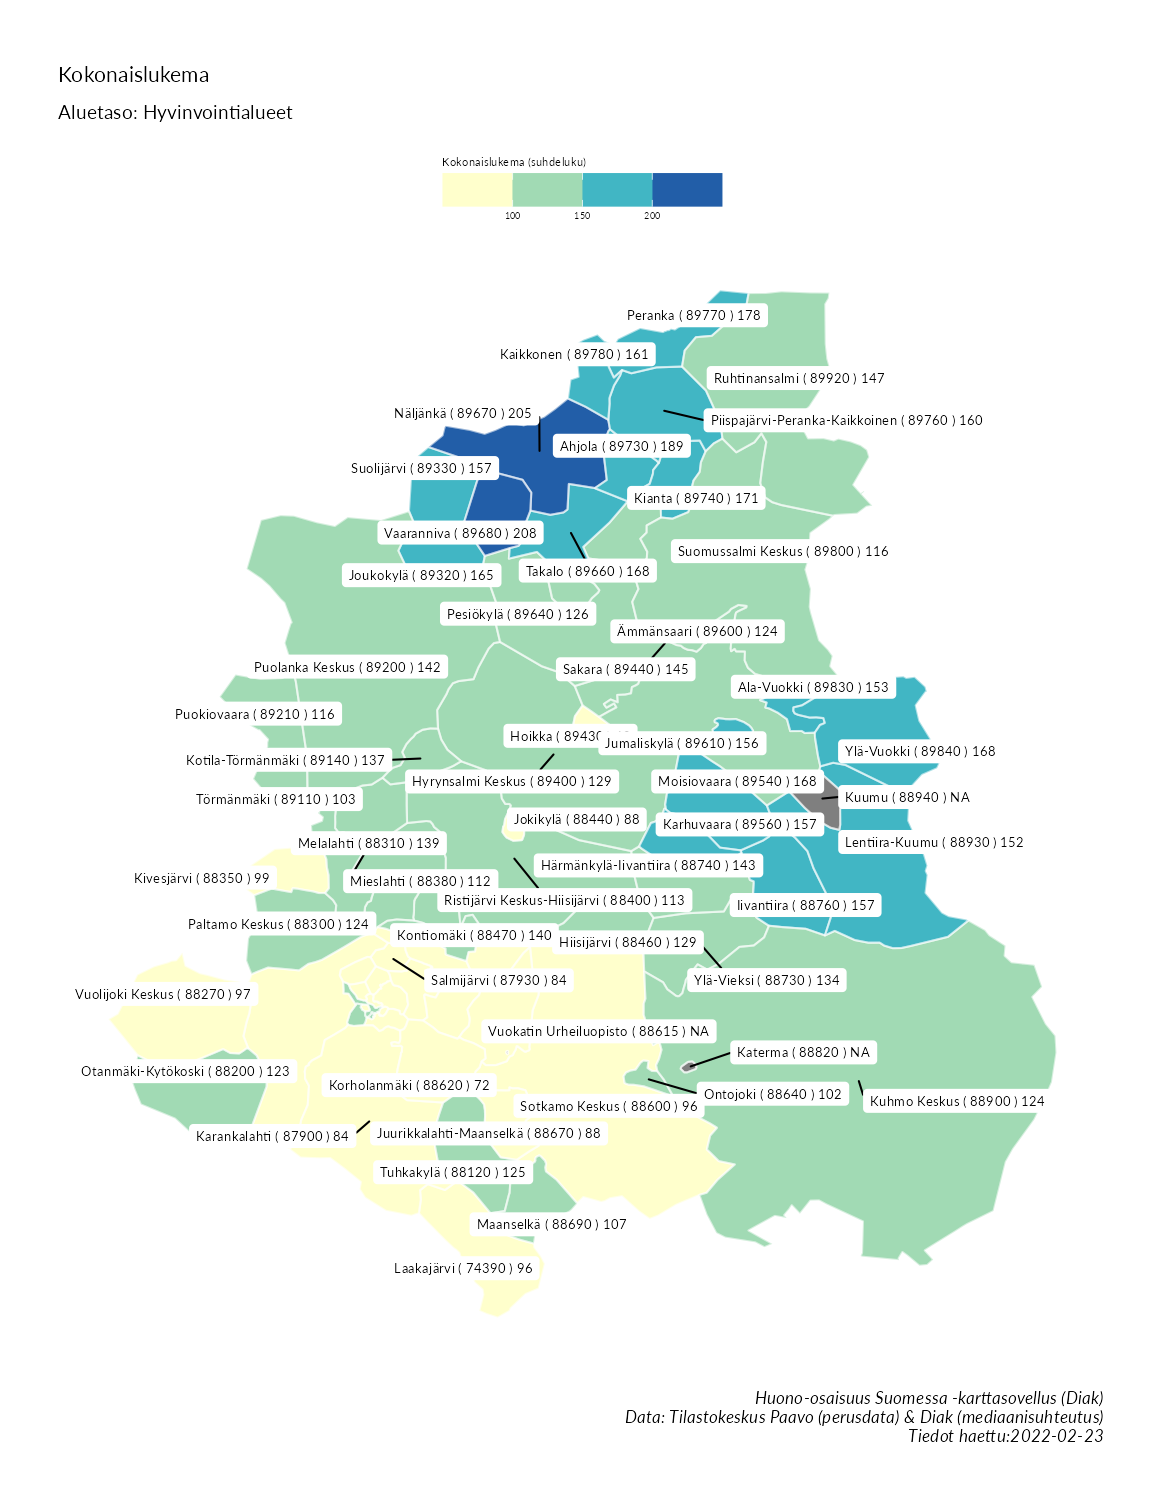 Kokonaislukema
Aluetaso: Hyvinvointialueet
Kokonaislukema (suhdeluku)
100 150 200
Peranka ( 89770 ) 178
Kaikkonen ( 89780 ) 161
Ruhtinansalmi ( 89920 ) 147
Näljänkä ( 89670 ) 205
Piispajärvi-Peranka-Kaikkoinen ( 89760 ) 160
Ahjola ( 89730 ) 189
Suolijärvi ( 89330 ) 157
Kianta ( 89740 ) 171
Vaaranniva ( 89680 ) 208
Suomussalmi Keskus ( 89800 ) 116
Joukokylä ( 89320 ) 165
Takalo ( 89660 ) 168
Pesiökylä ( 89640 ) 126
Ämmänsaari ( 89600 ) 124
Puolanka Keskus ( 89200 ) 142
Sakara ( 89440 ) 145
Ala-Vuokki ( 89830 ) 153
Puokiovaara ( 89210 ) 116
Hoikka ( 89430
Jumaliskylä ( 89610 ) 156
Ylä-Vuokki ( 89840 ) 168
Kotila-Törmänmäki ( 89140 ) 137
Hyrynsalmi Keskus ( 89400 ) 129
Moisiovaara ( 89540 ) 168
Kuumu ( 88940 ) NA
Törmänmäki ( 89110 ) 103
Jokikylä ( 88440 ) 88
Karhuvaara ( 89560 ) 157
Melalahti ( 88310 ) 139
Lentiira-Kuumu ( 88930 ) 152
Härmänkylä-Iivantiira ( 88740 ) 143
Kivesjärvi ( 88350 ) 99
Mieslahti ( 88380 ) 112
Ristijärvi Keskus-Hiisijärvi ( 88400 ) 113
Iivantiira ( 88760 ) 157
Paltamo Keskus ( 88300 ) 124
Kontiomäki ( 88470 ) 140
Hiisijärvi ( 88460 ) 129
Salmijärvi ( 87930 ) 84
Ylä-Vieksi ( 88730 ) 134
Vuolijoki Keskus ( 88270 ) 97
Vuokatin Urheiluopisto ( 88615 ) NA
Katerma ( 88820 ) NA
Otanmäki-Kytökoski ( 88200 ) 123
Korholanmäki ( 88620 ) 72
Ontojoki ( 88640 ) 102
Kuhmo Keskus ( 88900 ) 124
Sotkamo Keskus ( 88600 ) 96
Karankalahti ( 87900 ) 84
Juurikkalahti-Maanselkä ( 88670 ) 88
Tuhkakylä ( 88120 ) 125
Maanselkä ( 88690 ) 107
Laakajärvi ( 74390 ) 96
Huono-osaisuus Suomessa -karttasovellus (Diak)
Data: Tilastokeskus Paavo (perusdata) & Diak (mediaanisuhteutus)
Tiedot haettu:2022-02-23